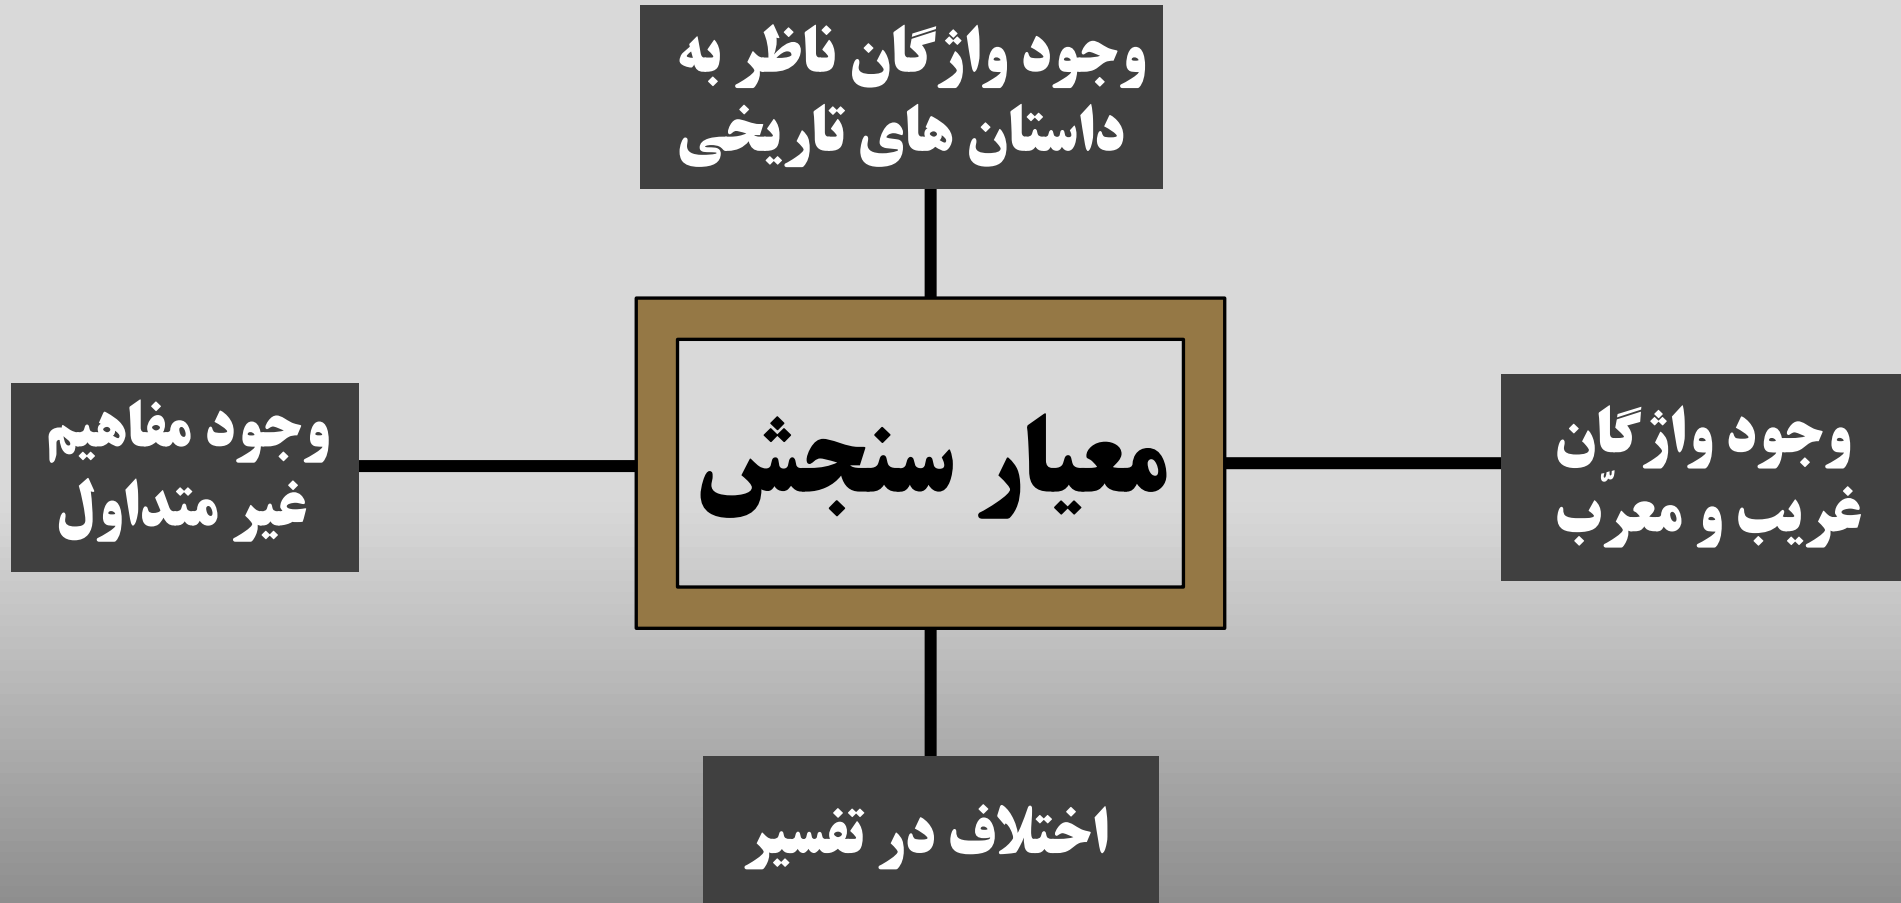 وجود واژگان ناظر به
داستان های تاریخی
معیار سنجش
وجود واژگان
غریب و معرّب
وجود مفاهیم
غیر متداول
اختلاف در تفسیر